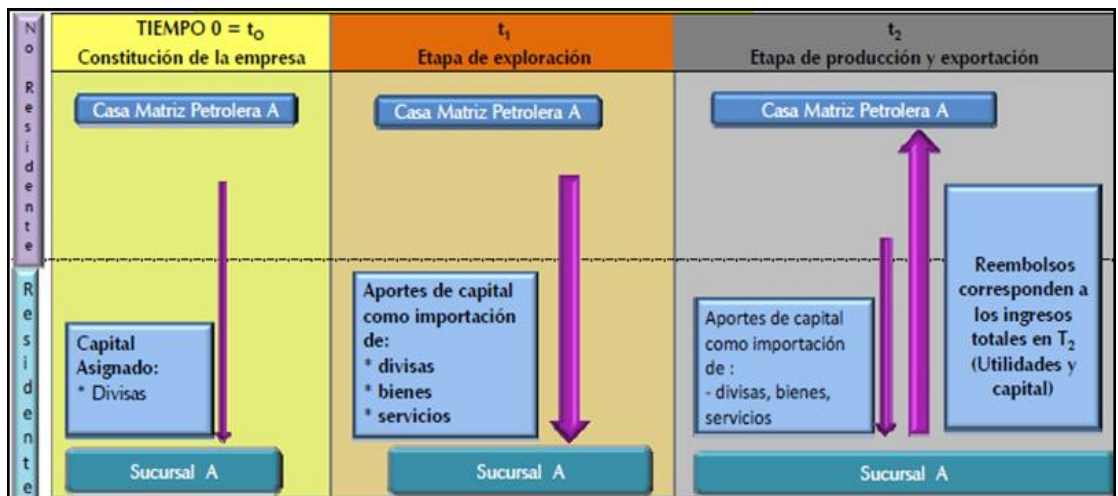 TIEMPO 0 = t₀
Constitución de la empresa
t₁
Etapa de exploración
t₂
Etapa de producción y exportación
No Residente
Casa Matriz Petrolera A
Casa Matriz Petrolera A
Casa Matriz Petrolera A
Residente
Capital
Asignado:
* Divisas
Aportes de capital
como importación
de:
* divisas
* bienes
* servicios
Aportes de capital
como importación
de :
- divisas, bienes,
servicios
Reembolsos
corresponden a
los ingresos
totales en T₂
(Utilidades y
capital)
Sucursal A
Sucursal A
Sucursal A